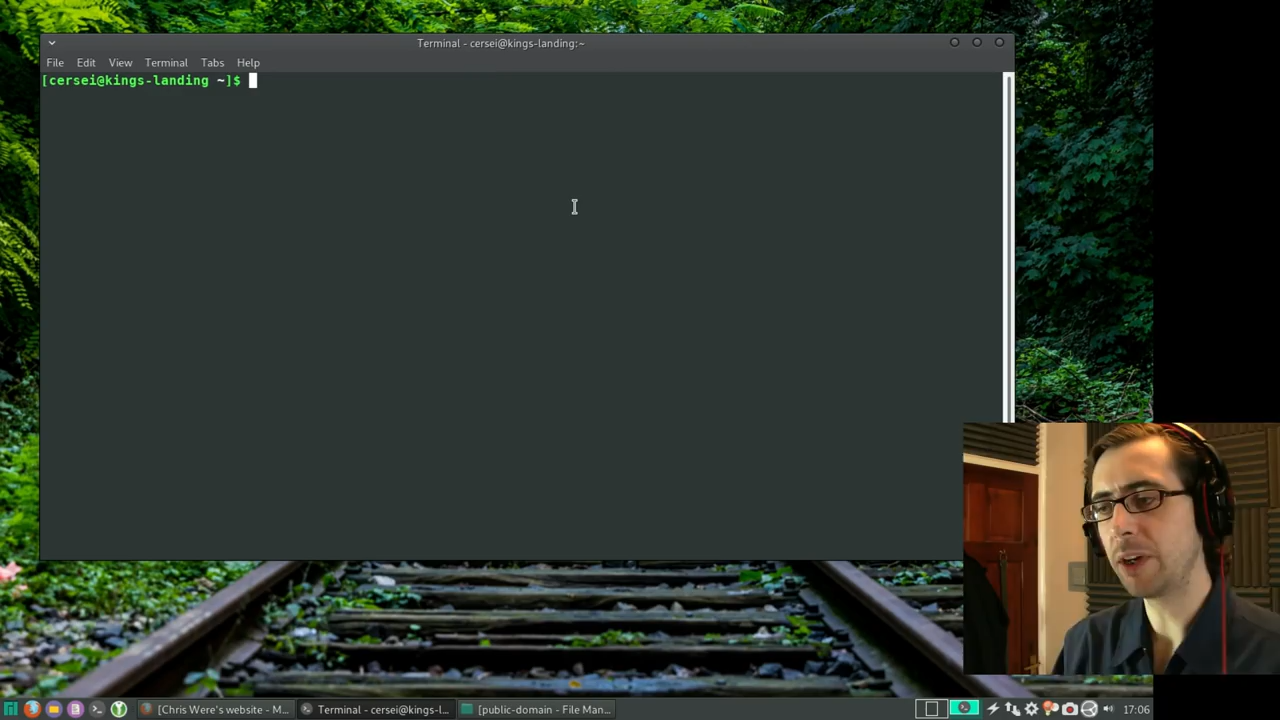 Terminal - cersei@kings-landing:~
File Edit View Terminal Tabs Help
[cersei@kings-landing ~]$
[Chris Were's website - M...
Terminal - cersei@kings-l...
[public-domain - File Man...
17:06